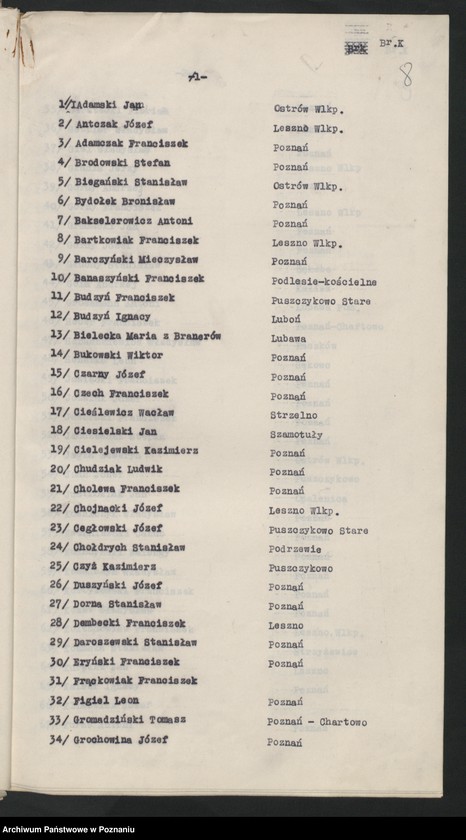 Br.K
8
-1-
1/ Adamski Jan Ostrów Wlkp.
2/ Antczak Józef Leszno Wlkp.
3/ Adamczak Franciszek Poznań
4/ Brodowski Stefan Poznań
5/ Biegański Stanisław Ostrów Wlkp.
6/ Bydołek Bronisław Poznań
7/ Bakselerowicz Antoni Poznań
8/ Bartkowiak Franciszek Leszno Wlkp.
9/ Barczyński Mieczysław Poznań
10/ Banaszyński Franciszek Podlesie-kościelne
11/ Budzyń Franciszek Puszczykowo Stare
12/ Budzyń Ignacy Luboń
13/ Bielecka Maria z Branerów Lubawa
14/ Bukowski Wiktor Poznań
15/ Czarny Józef Poznań
16/ Czech Franciszek Poznań
17/ Cieślewicz Wacław Strzelno
18/ Ciesielski Jan Szamotuły
19/ Cielejewski Kazimierz Poznań
20/ Chudziak Ludwik Poznań
21/ Cholewa Franciszek Poznań
22/ Chojnacki Józef Leszno Wlkp.
23/ Cegłowski Józef Puszczykowo Stare
24/ Chołdrych Stanisław Podrzewie
25/ Czyż Kazimierz Puszczykowo
26/ Duszyński Józef Poznań
27/ Dorna Stanisław Poznań
28/ Dembecki Franciszek Leszno
29/ Daroszewski Stanisław Poznań
30/ Eryński Franciszek Poznań
31/ Frąckowiak Franciszek
32/ Figiel Leon Poznań
33/ Gromadziński Tomasz Poznań - Chartowo
34/ Grochowina Józef Poznań
Archiwum Państwowe w Poznaniu